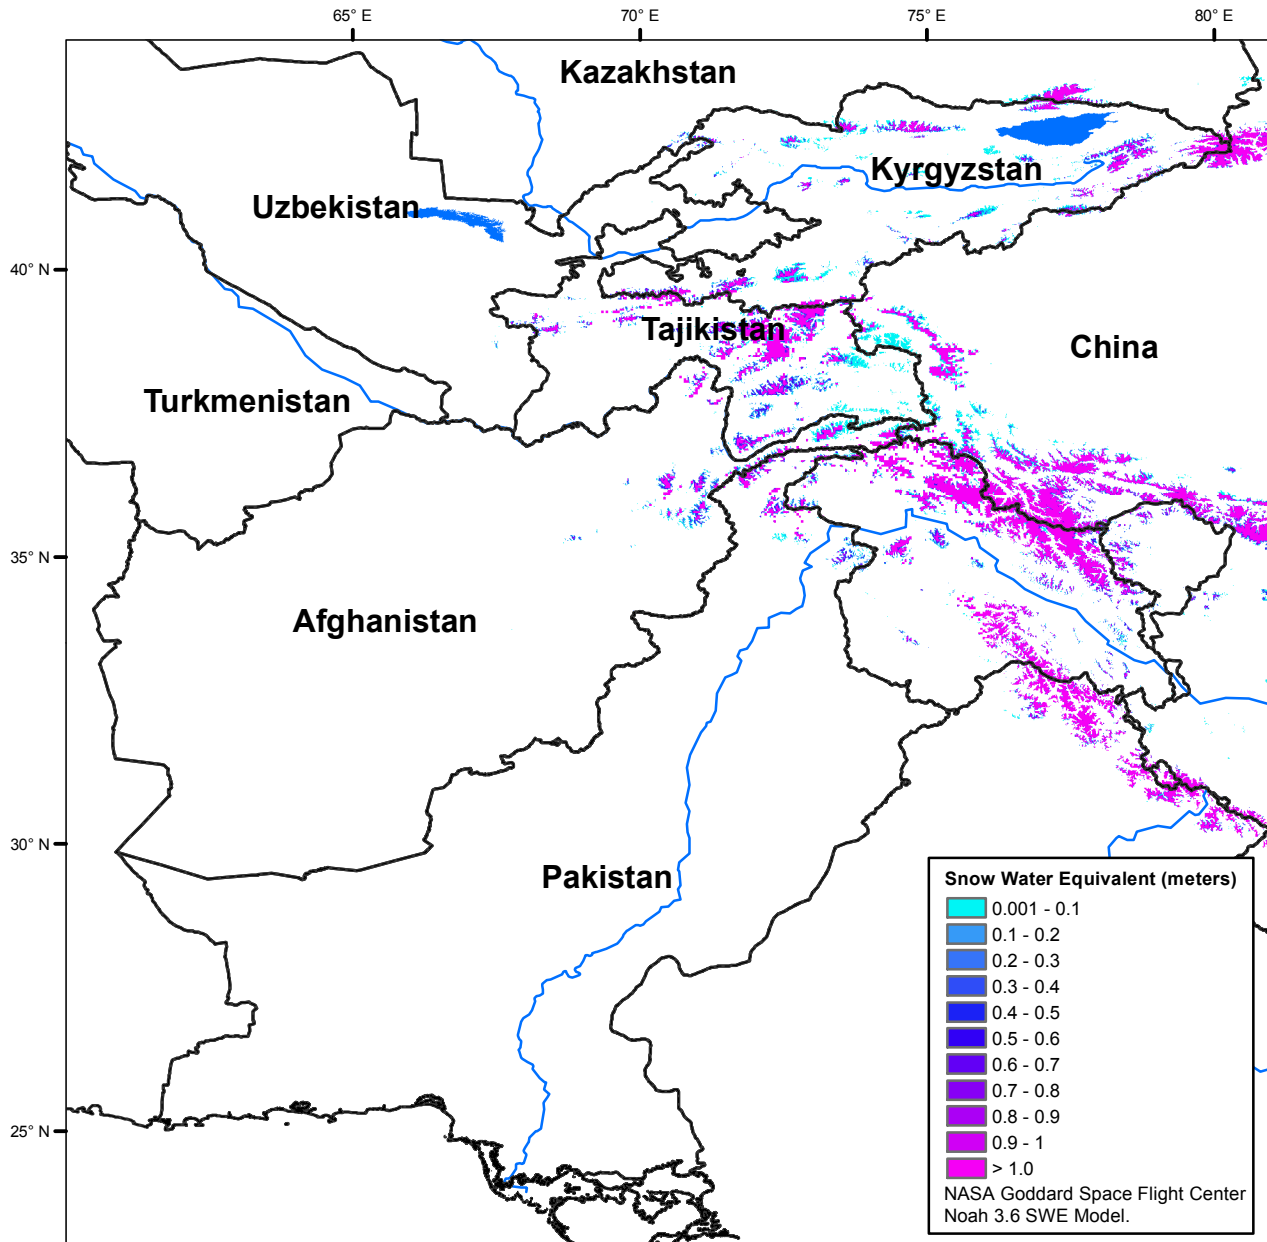 65° E
70° E
75° E
80° E
Kazakhstan
Kyrgyzstan
Uzbekistan
40° N
Tajikistan
China
Turkmenistan
35° N
Afghanistan
30° N
Pakistan
Snow Water Equivalent (meters)
0.001 - 0.1
0.1 - 0.2
0.2 - 0.3
0.3 - 0.4
0.4 - 0.5
0.5 - 0.6
0.6 - 0.7
0.7 - 0.8
0.8 - 0.9
0.9 - 1
> 1.0
25° N
NASA Goddard Space Flight Center
Noah 3.6 SWE Model.